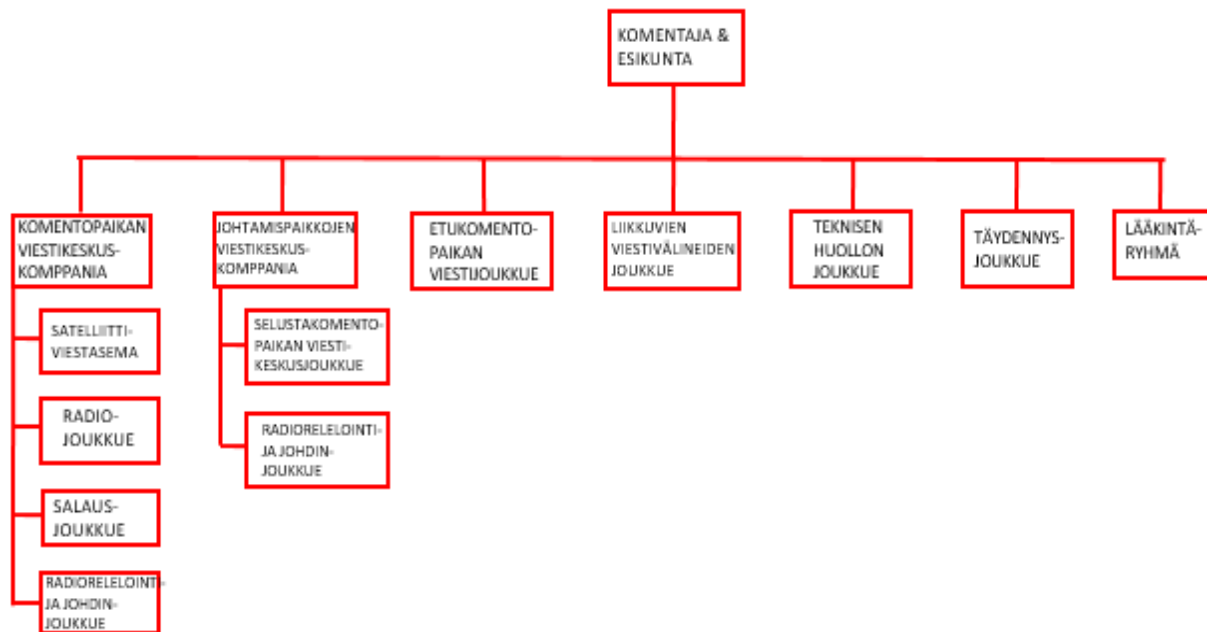 KOMENTAJA &
ESIKUNTA
KOMENTOPAIKAN
VIESTIKESKUS-
KOMPPANIA
JOHTAMISPAIKKOJEN
VIESTIKESKUS-
KOMPPANIA
ETUKOMENTO-
PAIKAN
VIESTIJOUKKUE
LIIKKUVIEN
VIESTIVÄLINEIDEN
JOUKKUE
TEKNISEN
HUOLLON
JOUKKUE
TÄYDENNYS-
JOUKKUE
LÄÄKINTÄ-
RYHMÄ
SATELLIITTI-
VIESTASEMA
RADIO-
JOUKKUE
SALAUS-
JOUKKUE
RADIORELELOINTI-
JA JOHDIN-
JOUKKUE
SELUSTAKOMENTO-
PAIKAN VIESTI-
KESKUSJOUKKUE
RADIORELELOINTI-
JA JOHDIN-
JOUKKUE